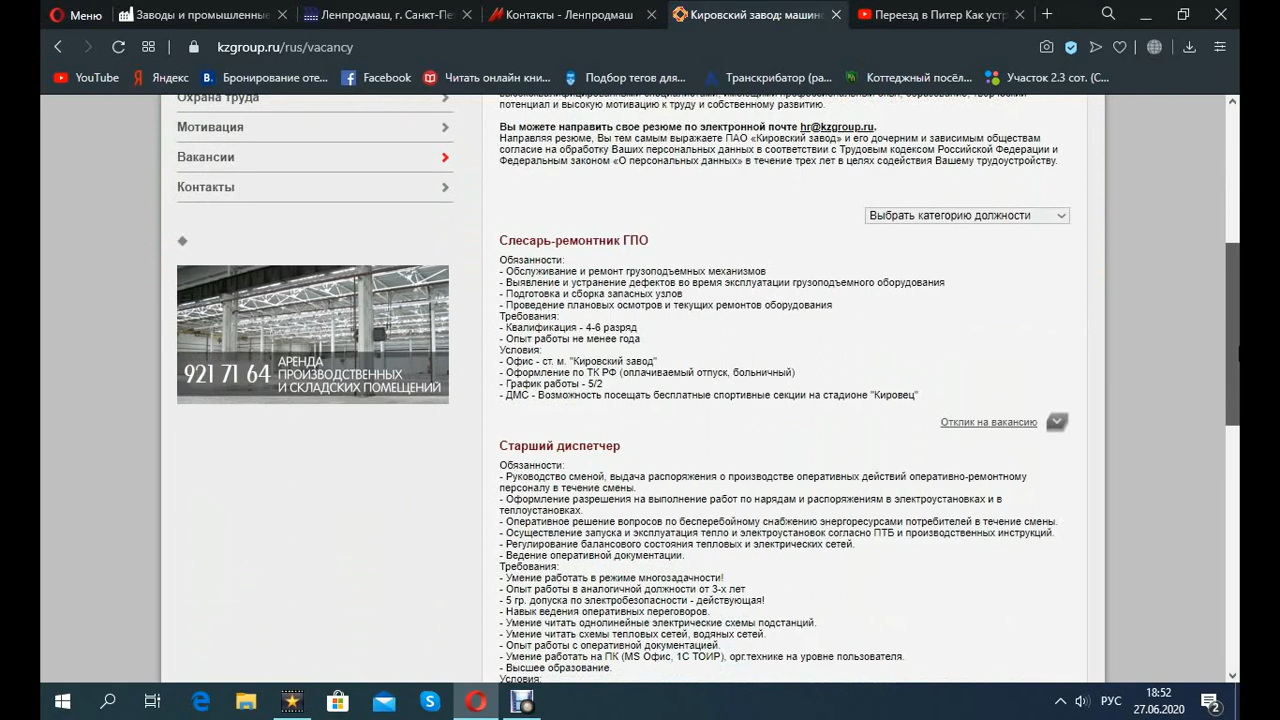 Меню
Заводы и промышленные
Ленпродмаш, г. Санкт-Пет
Контакты - Ленпродмаш
Кировский завод: машино
Переезд в Питер Как устр
kzgroup.ru/rus/vacancy
YouTube
Яндекс
Бронирование оте...
Facebook
Читать онлайн кни...
Подбор тегов для...
Транскрибатор (ра...
Коттеджный посёл...
Участок 2.3 сот. (С...
Охрана труда
Мотивация
Вакансии
Контакты
921 71 64
АРЕНДА
ПРОИЗВОДСТВЕННЫХ
И СКЛАДСКИХ ПОМЕЩЕНИЙ
потенциал и высокую мотивацию к труду и собственному развитию.
Вы можете направить свое резюме по электронной почте hr@kzgroup.ru.
Направляя резюме, Вы тем самым выражаете ПАО «Кировский завод» и его дочерним и зависимым обществам
согласие на обработку Ваших персональных данных в соответствии с Трудовым кодексом Российской Федерации и
Федеральным законом «О персональных данных» в течение трех лет в целях содействия Вашему трудоустройству.
Выбрать категорию должности
Слесарь-ремонтник ГПО
Обязанности:
- Обслуживание и ремонт грузоподъемных механизмов
- Выявление и устранение дефектов во время эксплуатации грузоподъемного оборудования
- Подготовка и сборка запасных узлов
- Проведение плановых осмотров и текущих ремонтов оборудования
Требования:
- Квалификация - 4-6 разряд
- Опыт работы не менее года
Условия:
- Офис - ст. м. "Кировский завод"
- Оформление по ТК РФ (оплачиваемый отпуск, больничный)
- График работы - 5/2
- ДМС - Возможность посещать бесплатные спортивные секции на стадионе "Кировец"
Отклик на вакансию
Старший диспетчер
Обязанности:
- Руководство сменой, выдача распоряжения о производстве оперативных действий оперативно-ремонтному
персоналу в течение смены.
- Оформление разрешения на выполнение работ по нарядам и распоряжениям в электроустановках и в
теплоустановках.
- Оперативное решение вопросов по бесперебойному снабжению энергоресурсами потребителей в течение смены.
- Осуществление запуска и эксплуатация тепло и электроустановок согласно ПТБ и производственных инструкций.
- Регулирование балансового состояния тепловых и электрических сетей.
- Ведение оперативной документации.
Требования:
- Умение работать в режиме многозадачности!
- Опыт работы в аналогичной должности от 3-х лет
- 5 гр. допуска по электробезопасности - действующая!
- Навык ведения оперативных переговоров.
- Умение читать однолинейные электрические схемы подстанций.
- Умение читать схемы тепловых сетей, водяных сетей.
- Опыт работы с оперативной документацией.
- Умение работать на ПК (MS Офис, 1С ТОИР), орг.технике на уровне пользователя.
- Высшее образование.
Условия:
РУС
18:52
27.06.2020
2